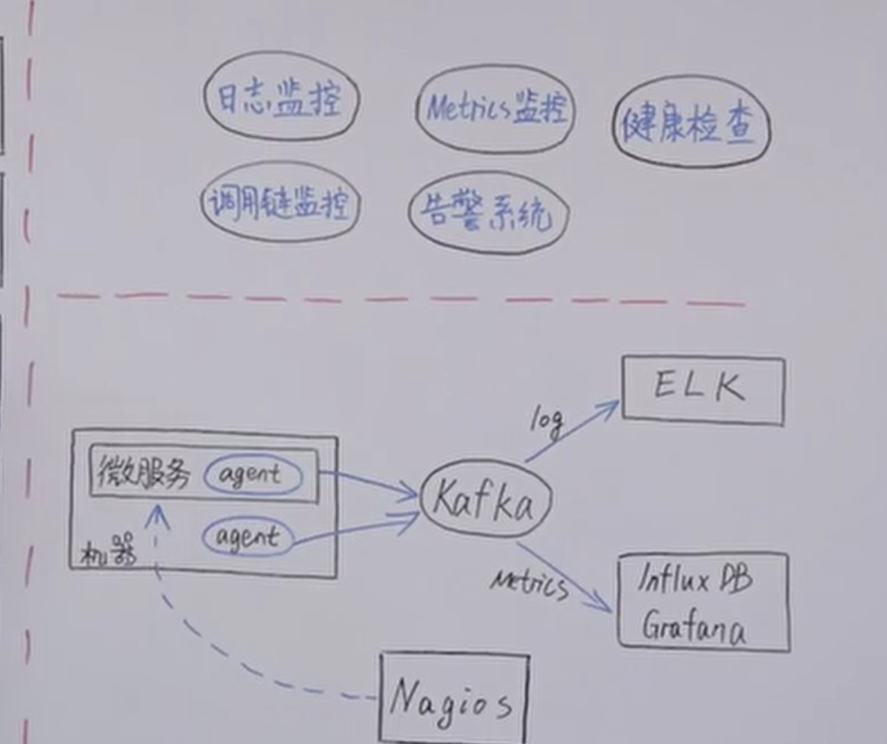 日志监控
Metrics监控
健康检查
调用链监控
告警系统
ELK
log
微服务 agent
Kafka
agent
机器
Metrics
Influx DB
Grafana
Nagios